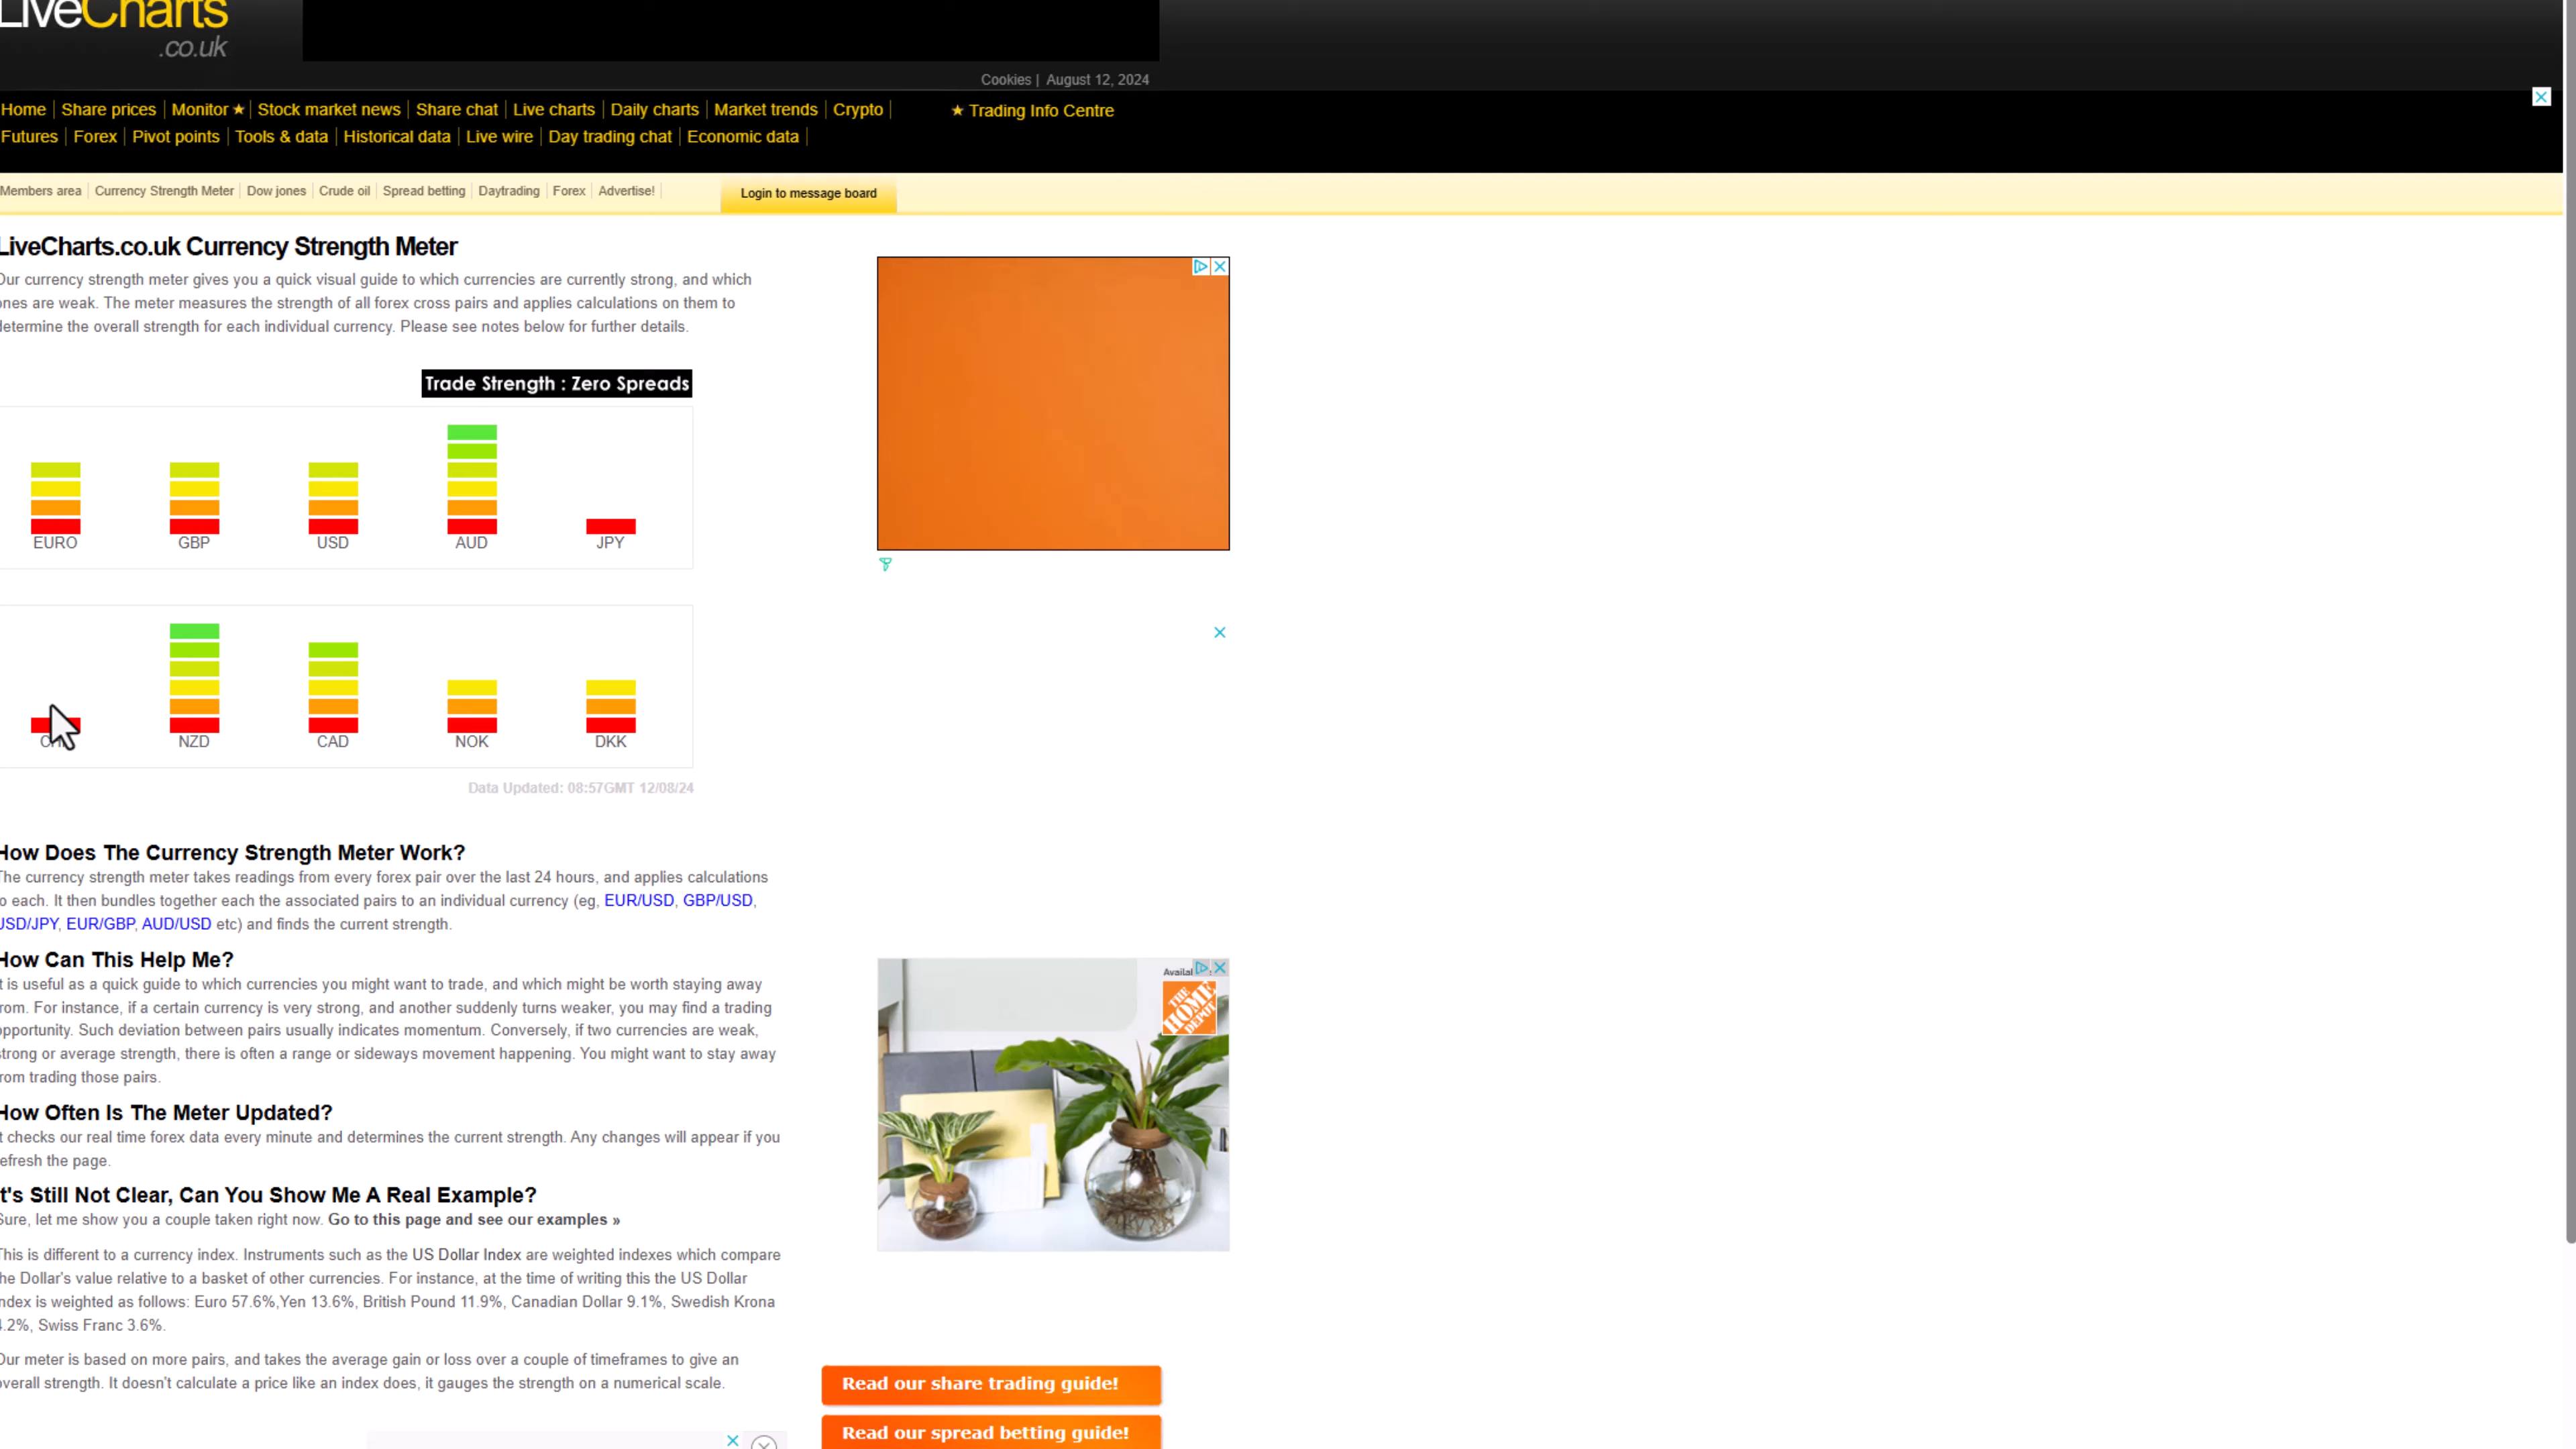 LiveCharts
.co.uk
Cookies | August 12, 2024
Home | Share prices | Monitor ★ | Stock market news | Share chat | Live charts | Daily charts | Market trends | Crypto |
★ Trading Info Centre
Futures | Forex | Pivot points | Tools & data | Historical data | Live wire | Day trading chat | Economic data |
Members area | Currency Strength Meter | Dow jones | Crude oil | Spread betting | Daytrading | Forex | Advertise! |
Login to message board
LiveCharts.co.uk Currency Strength Meter
Our currency strength meter gives you a quick visual guide to which currencies are currently strong, and which
ones are weak. The meter measures the strength of all forex cross pairs and applies calculations on them to
determine the overall strength for each individual currency. Please see notes below for further details.
Trade Strength : Zero Spreads
EURO GBP USD AUD JPY
NZD CAD NOK DKK
Data Updated: 08:57GMT 12/08/24
How Does The Currency Strength Meter Work?
The currency strength meter takes readings from every forex pair over the last 24 hours, and applies calculations
to each. It then bundles together each the associated pairs to an individual currency (eg, EUR/USD, GBP/USD,
USD/JPY, EUR/GBP, AUD/USD etc) and finds the current strength.
How Can This Help Me?
It is useful as a quick guide to which currencies you might want to trade, and which might be worth staying away
from. For instance, if a certain currency is very strong, and another suddenly turns weaker, you may find a trading
opportunity. Such deviation between pairs usually indicates momentum. Conversely, if two currencies are weak,
strong or average strength, there is often a range or sideways movement happening. You might want to stay away
from trading those pairs.
How Often Is The Meter Updated?
It checks our real time forex data every minute and determines the current strength. Any changes will appear if you
refresh the page.
It's Still Not Clear, Can You Show Me A Real Example?
Sure, let me show you a couple taken right now. Go to this page and see our examples »
This is different to a currency index. Instruments such as the US Dollar Index are weighted indexes which compare
the Dollar's value relative to a basket of other currencies. For instance, at the time of writing this the US Dollar
Index is weighted as follows: Euro 57.6%,Yen 13.6%, British Pound 11.9%, Canadian Dollar 9.1%, Swedish Krona
4.2%, Swiss Franc 3.6%.
Our meter is based on more pairs, and takes the average gain or loss over a couple of timeframes to give an
overall strength. It doesn't calculate a price like an index does, it gauges the strength on a numerical scale.
THE
HOME
DEPOT
Read our share trading guide!
Read our spread betting guide!